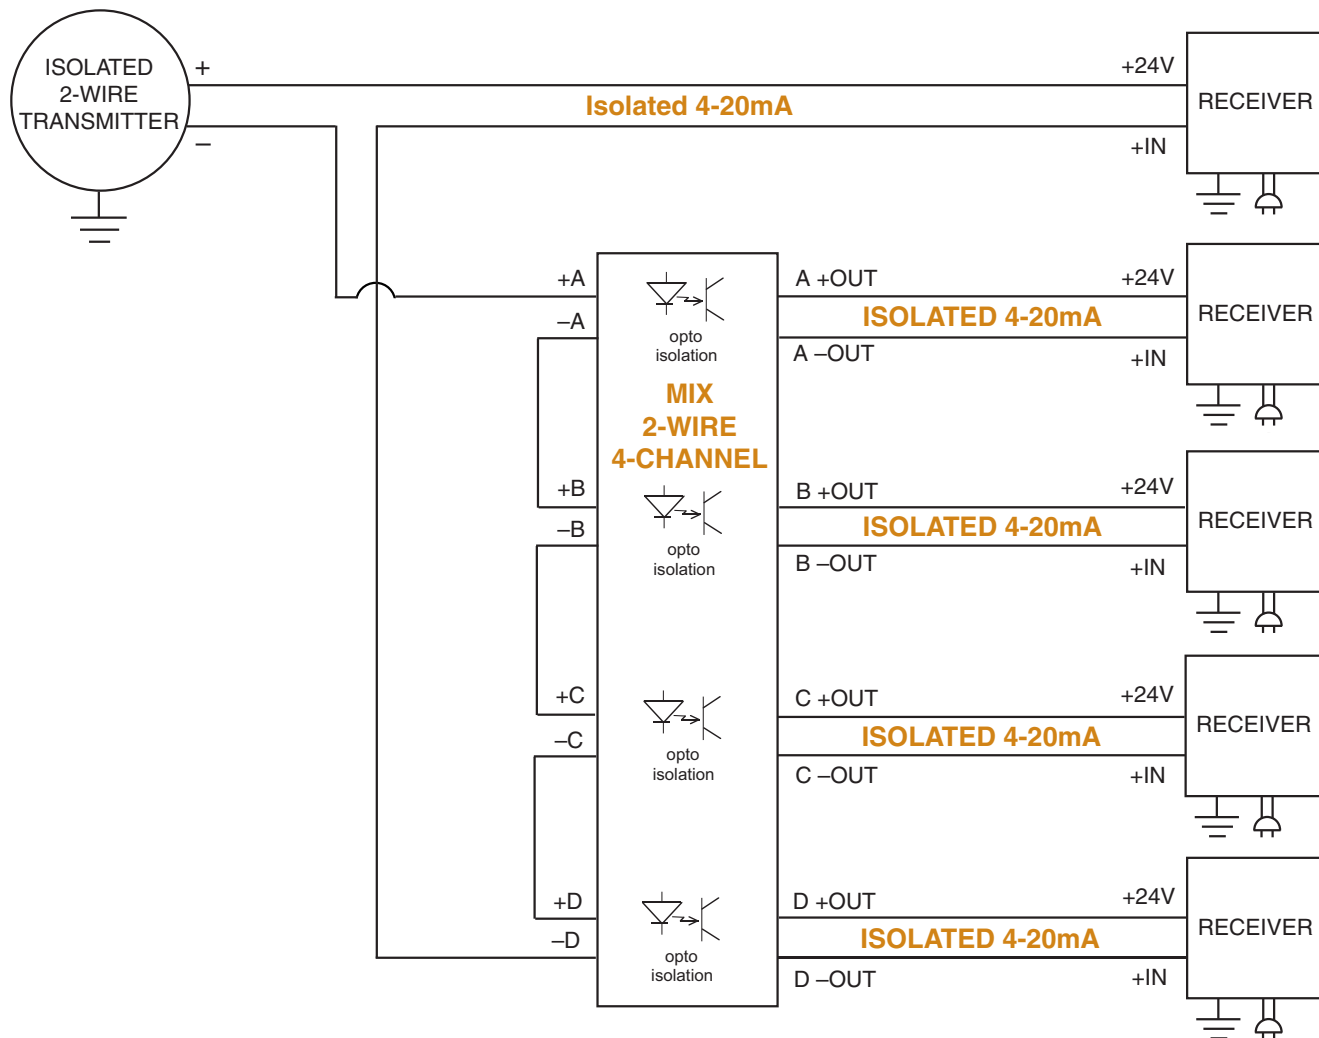 ISOLATED
2-WIRE
TRANSMITTER
+
–
Isolated 4-20mA
+24V
+IN
RECEIVER
+A
–A
opto
isolation
A +OUT
ISOLATED 4-20mA
A –OUT
+24V
+IN
RECEIVER
MIX
2-WIRE
4-CHANNEL
+B
–B
opto
isolation
B +OUT
ISOLATED 4-20mA
B –OUT
+24V
+IN
RECEIVER
+C
–C
opto
isolation
C +OUT
ISOLATED 4-20mA
C –OUT
+24V
+IN
RECEIVER
+D
–D
opto
isolation
D +OUT
ISOLATED 4-20mA
D –OUT
+24V
+IN
RECEIVER